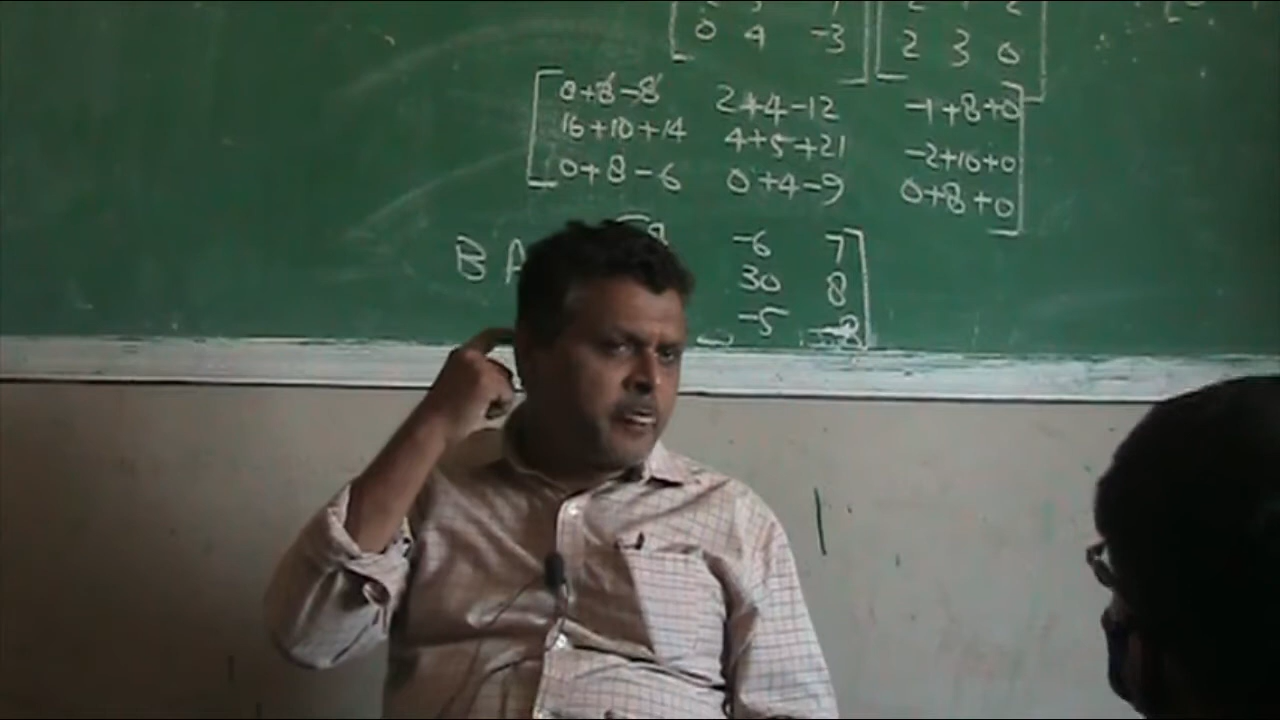 0 4 -3 2 3 0
0+8-8 2+4-12 -1+8+0
16+10+14 4+5+21 -2+10+0
0+8-6 0+4-9 0+8+0
B A -6 7
30 8
-5